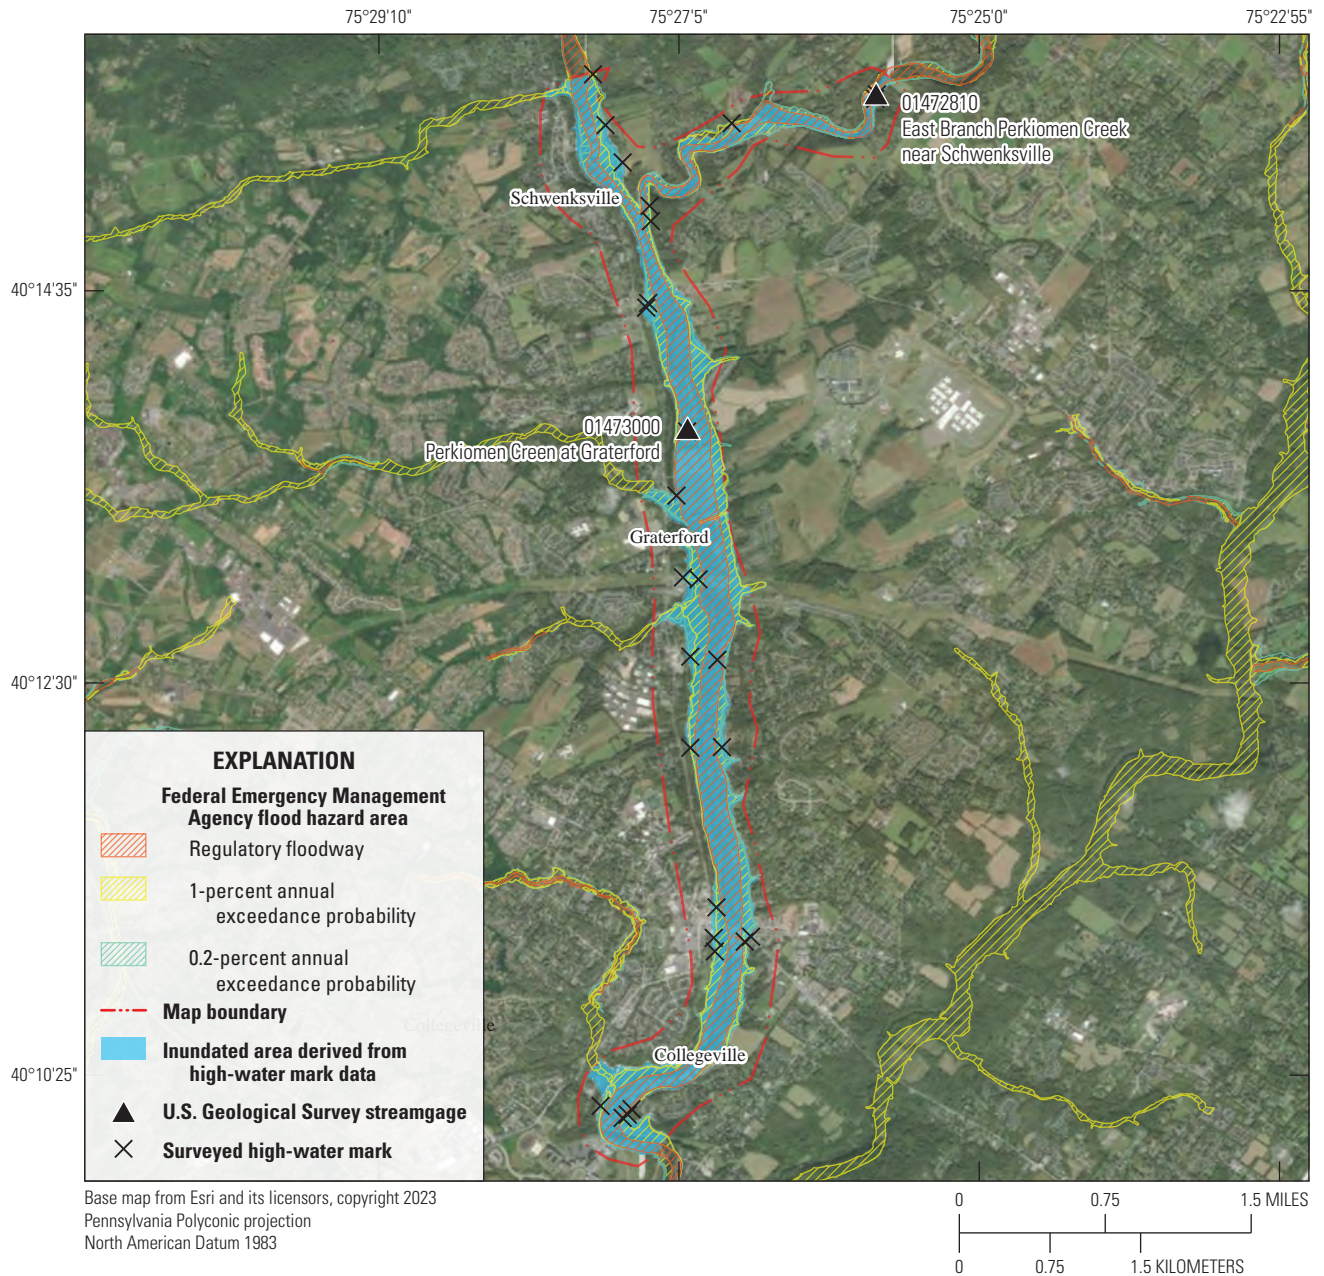 75°29'10"
75°27'5"
75°25'0"
75°22'55"
01472810
East Branch Perkiomen Creek
near Schwenksville
Schwenksville
40°14'35"
01473000
Perkiomen Creen at Graterford
Graterford
40°12'30"
EXPLANATION
Federal Emergency Management
Agency flood hazard area
Regulatory floodway
1-percent annual
exceedance probability
0.2-percent annual
exceedance probability
Map boundary
Collegeville
Inundated area derived from
high-water mark data
Collegeville
40°10'25"
U.S. Geological Survey streamgage
Surveyed high-water mark
Base map from Esri and its licensors, copyright 2023
Pennsylvania Polyconic projection
North American Datum 1983
0 0.75 1.5 MILES
0 0.75 1.5 KILOMETERS